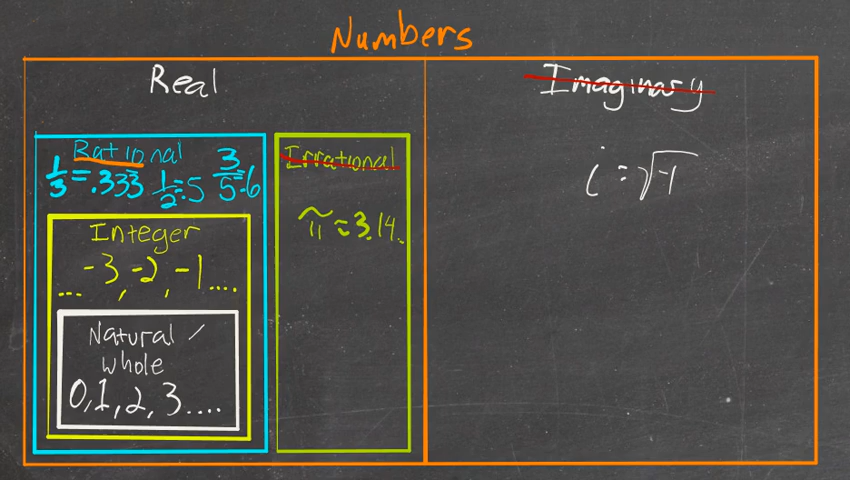 Numbers
Real
Rational
1/3 = .333 1/2 = .5 3/5 = .6
Integer
... -3, -2, -1 ....
Natural /
whole
0, 1, 2, 3 ....
Irrational
π ≈ 3.14..
Imaginary
i = √-1